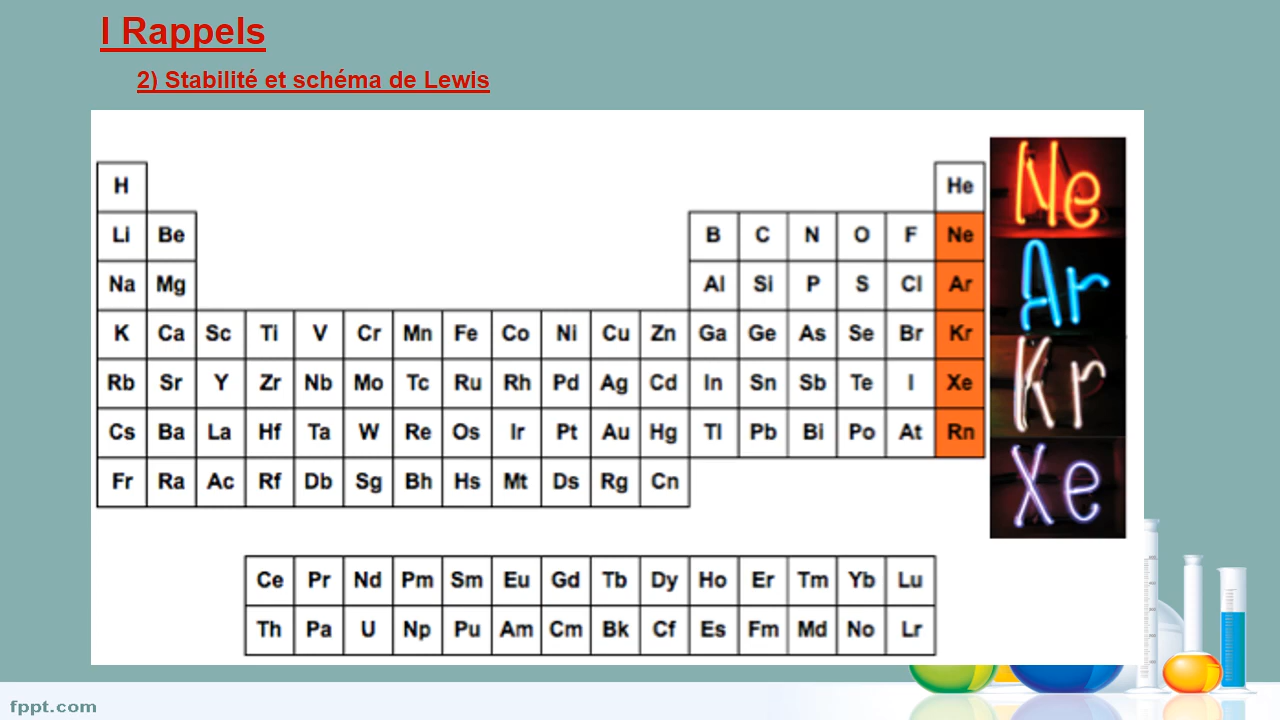 I Rappels
2) Stabilité et schéma de Lewis
H He
Li Be B C N O F Ne
Na Mg Al Si P S Cl Ar
K Ca Sc Ti V Cr Mn Fe Co Ni Cu Zn Ga Ge As Se Br Kr
Rb Sr Y Zr Nb Mo Tc Ru Rh Pd Ag Cd In Sn Sb Te I Xe
Cs Ba La Hf Ta W Re Os Ir Pt Au Hg Tl Pb Bi Po At Rn
Fr Ra Ac Rf Db Sg Bh Hs Mt Ds Rg Cn
Ce Pr Nd Pm Sm Eu Gd Tb Dy Ho Er Tm Yb Lu
Th Pa U Np Pu Am Cm Bk Cf Es Fm Md No Lr
Ne
Ar
Kr
Xe
fppt.com